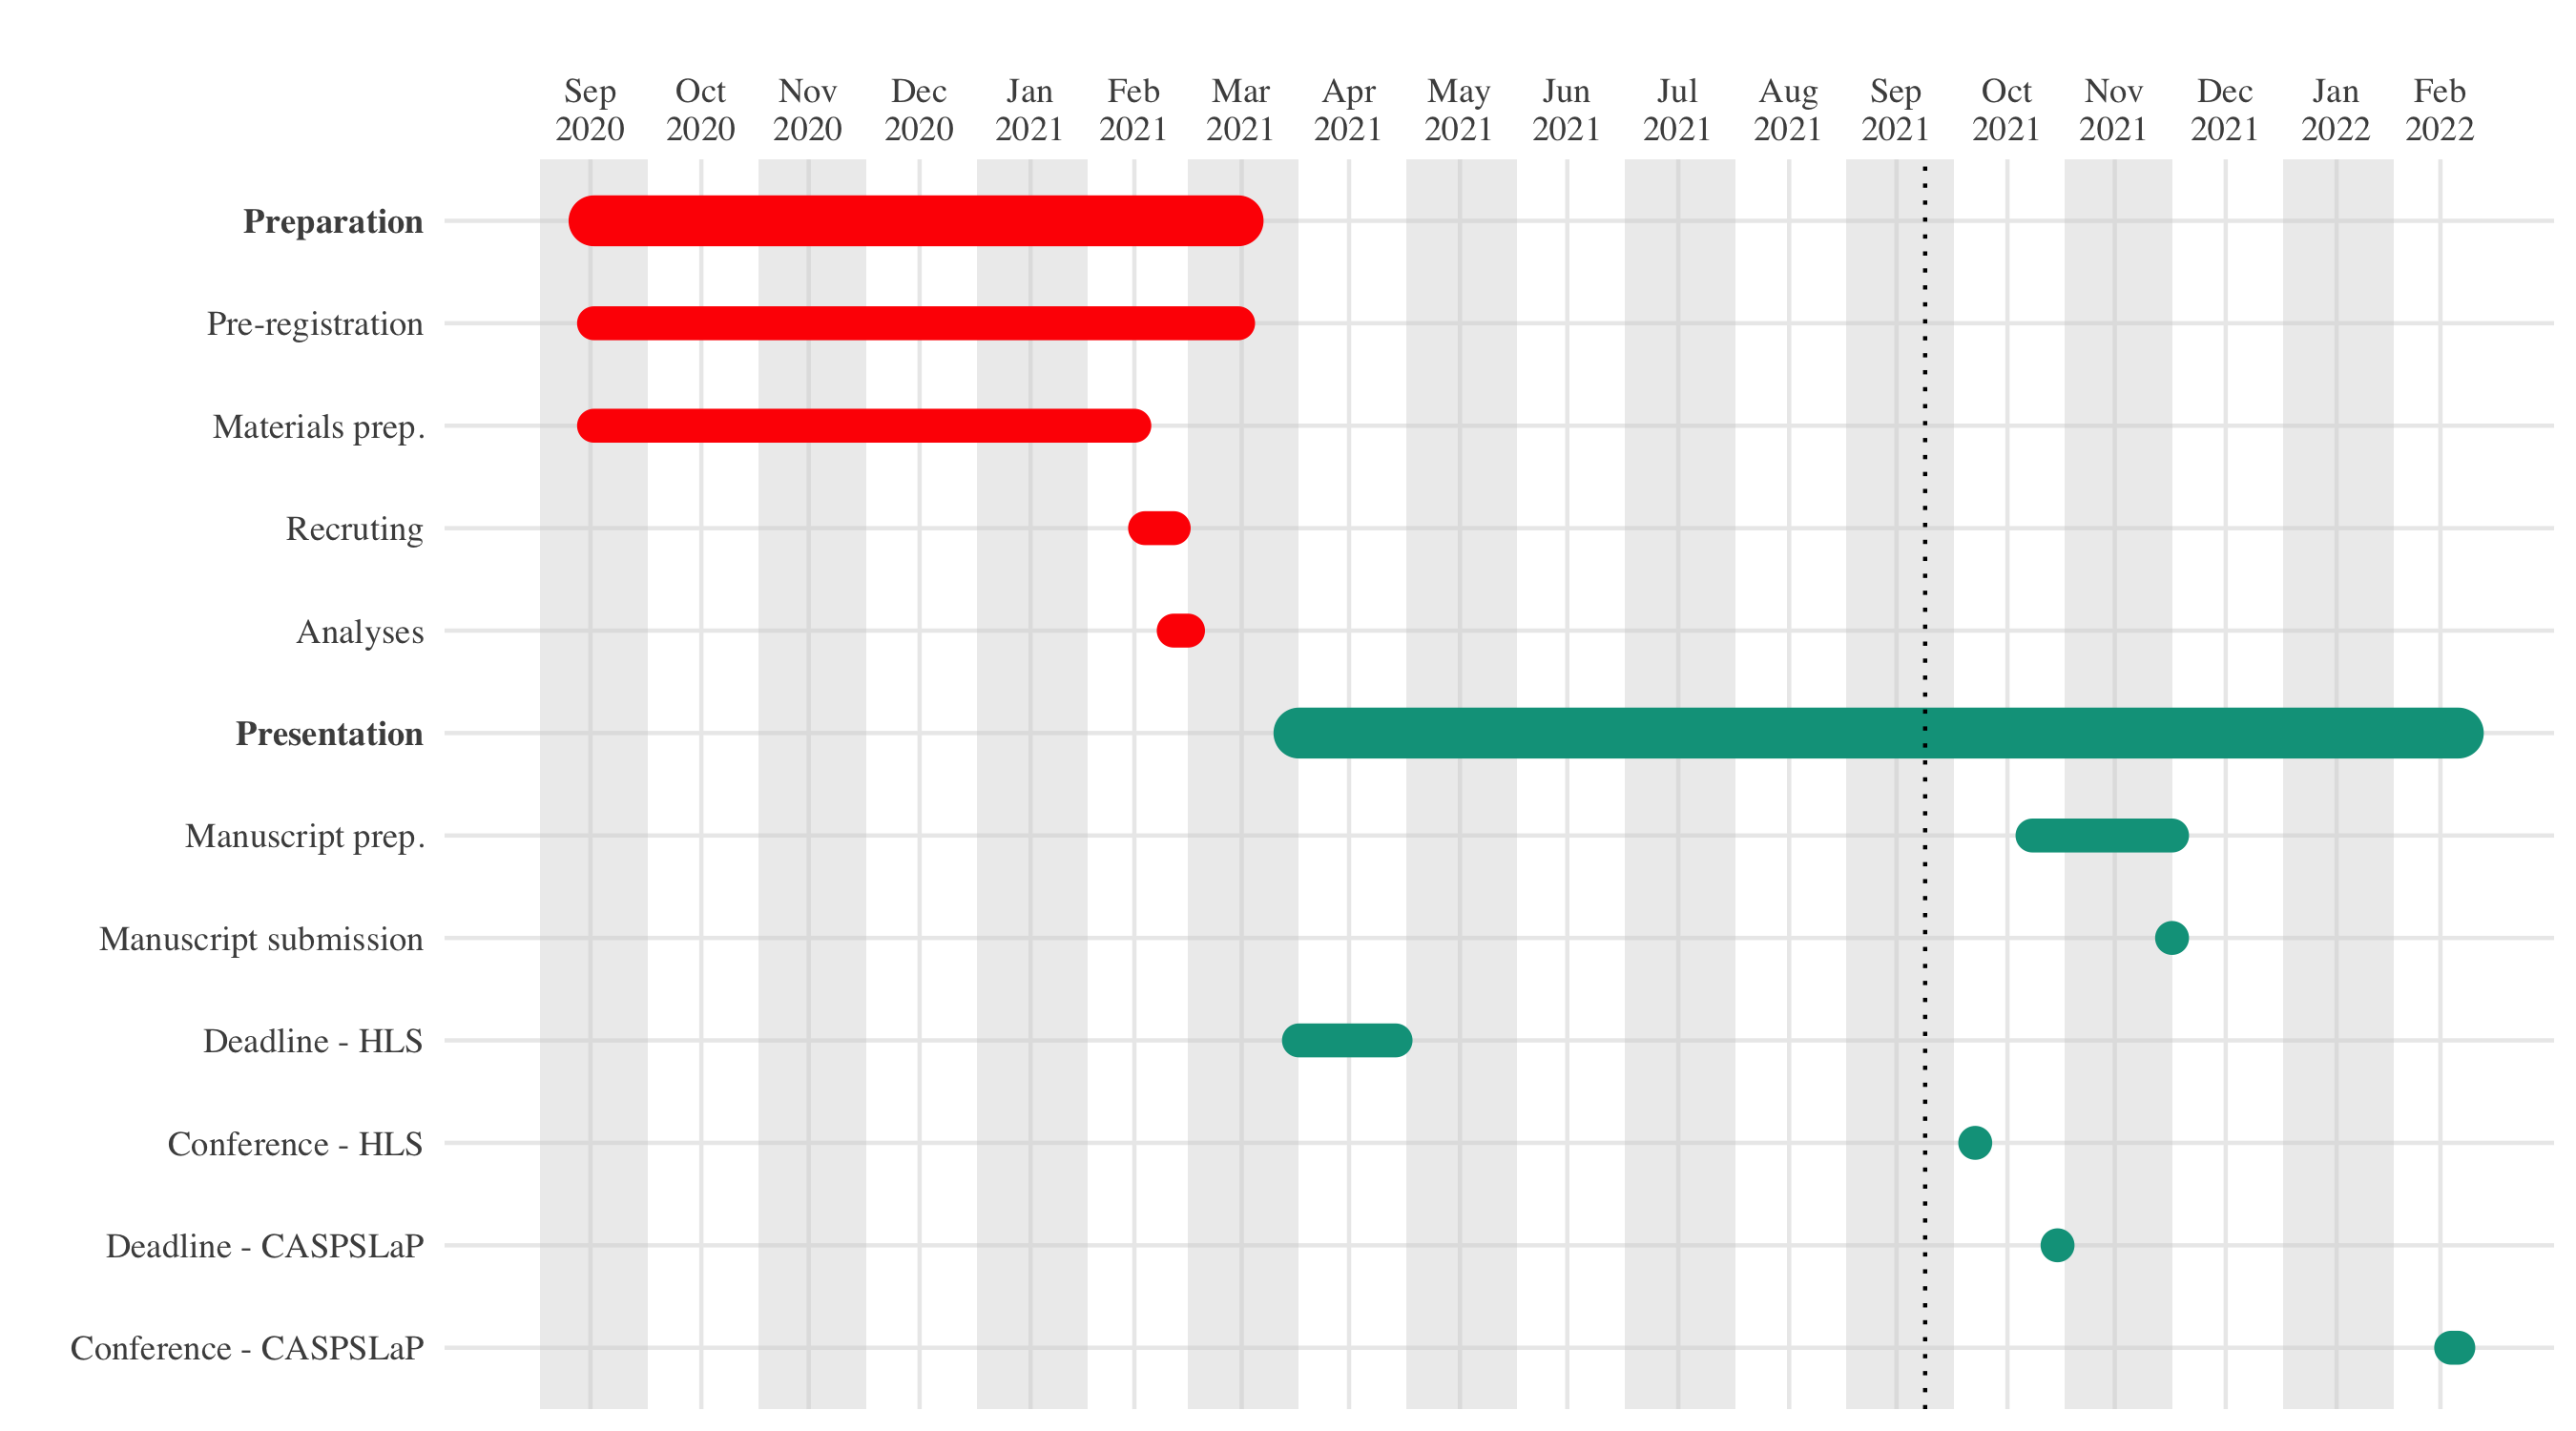 Sep Oct Nov Dec Jan Feb Mar Apr May Jun Jul Aug Sep Oct Nov Dec Jan Feb
2020 2020 2020 2020 2021 2021 2021 2021 2021 2021 2021 2021 2021 2021 2021 2021 2022 2022
Preparation
Pre-registration
Materials prep.
Recruting
Analyses
Presentation
Manuscript prep.
Manuscript submission
Deadline - HLS
Conference - HLS
Deadline - CASPSLaP
Conference - CASPSLaP